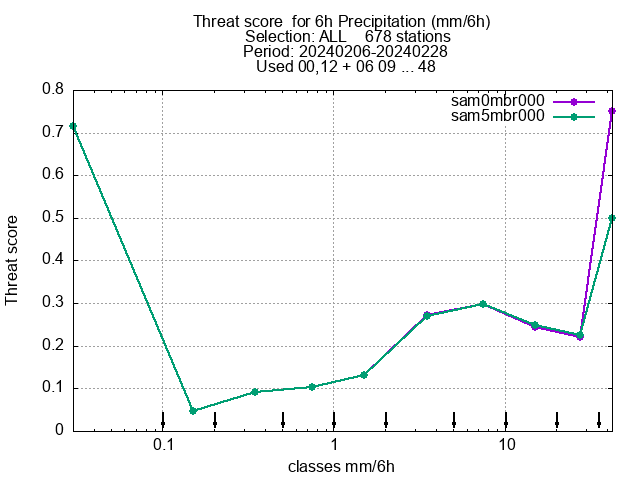 Threat score  for 6h Precipitation (mm/6h)
Selection: ALL    678 stations
Period: 20240206-20240228
Used 00,12 + 06 09 ... 48
sam0mbr000
sam5mbr000
0.8
0.7
0.6
0.5
0.4
0.3
0.2
0.1
0
Threat score
0.1 1 10
classes mm/6h